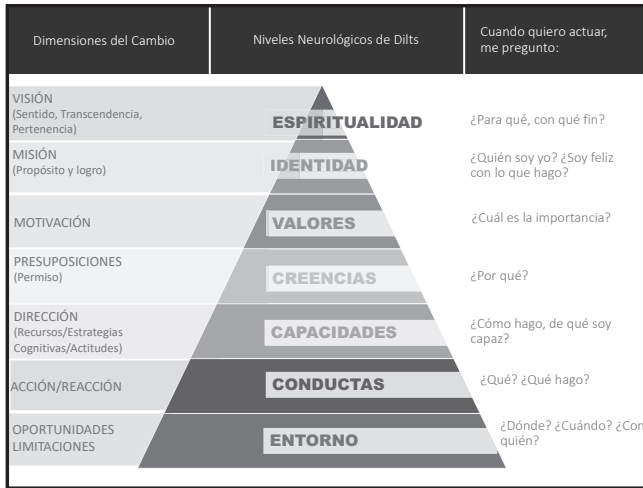 Dimensiones del Cambio
Niveles Neurológicos de Dilts
Cuando quiero actuar,
me pregunto:
VISIÓN
(Sentido, Transcendencia,
Pertenencia)
ESPIRITUALIDAD
¿Para qué, con qué fin?
MISIÓN
(Propósito y logro)
IDENTIDAD
¿Quién soy yo? ¿Soy feliz
con lo que hago?
MOTIVACIÓN
VALORES
¿Cuál es la importancia?
PRESUPOSICIONES
(Permiso)
CREENCIAS
¿Por qué?
DIRECCIÓN
(Recursos/Estrategias
Cognitivas/Actitudes)
CAPACIDADES
¿Cómo hago, de qué soy
capaz?
ACCIÓN/REACCIÓN
CONDUCTAS
¿Qué? ¿Qué hago?
OPORTUNIDADES
LIMITACIONES
ENTORNO
¿Dónde? ¿Cuándo? ¿Con
quién?